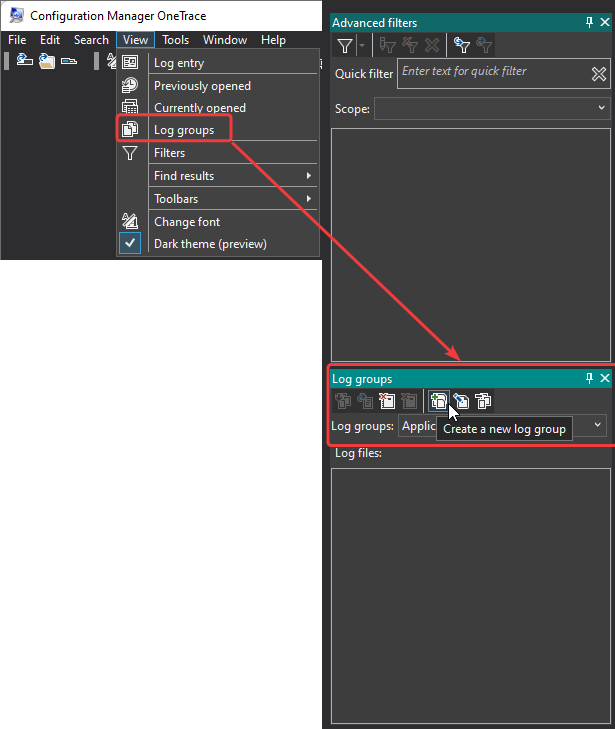 Configuration Manager OneTrace
File Edit Search View Tools Window Help
Log entry
Previously opened
Currently opened
Log groups
Filters
Find results
Toolbars
Change font
Dark theme (preview)
Advanced filters
Quick filter Enter text for quick filter
Scope:
Log groups
Log groups: Applic
Create a new log group
Log files: